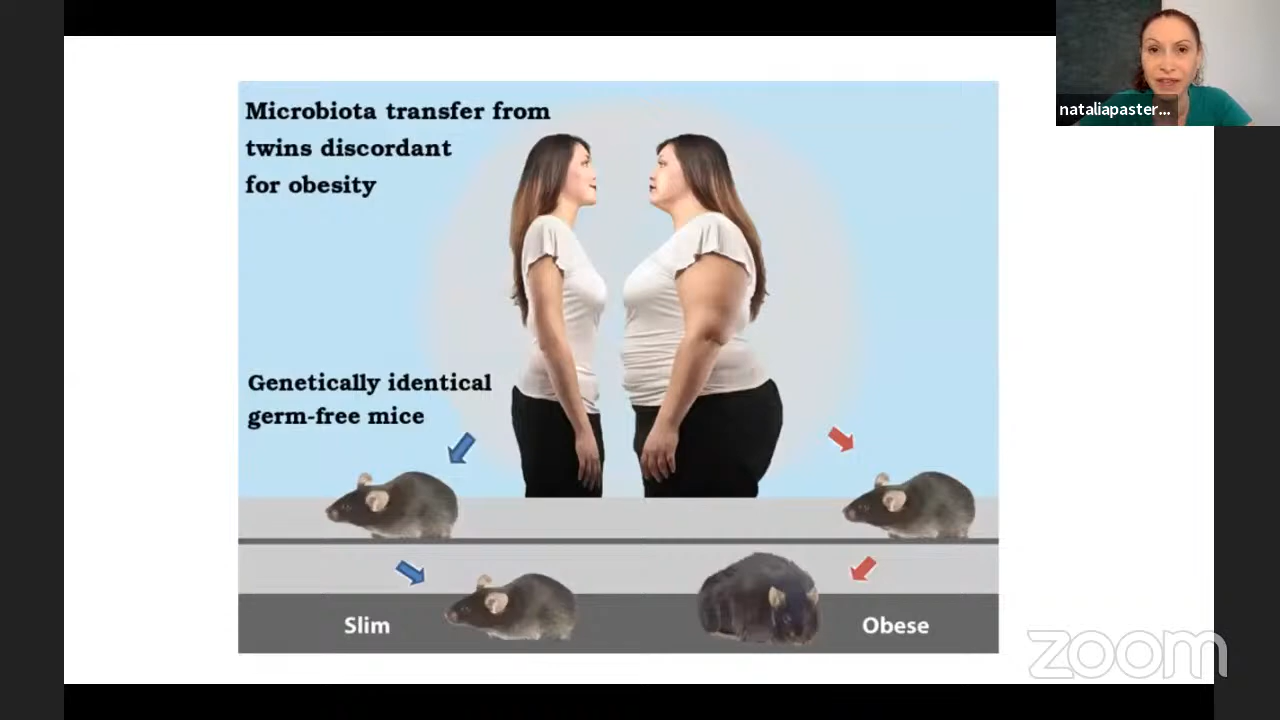 nataliapaster...
Microbiota transfer from
twins discordant
for obesity
Genetically identical
germ-free mice
Slim
Obese
zoom